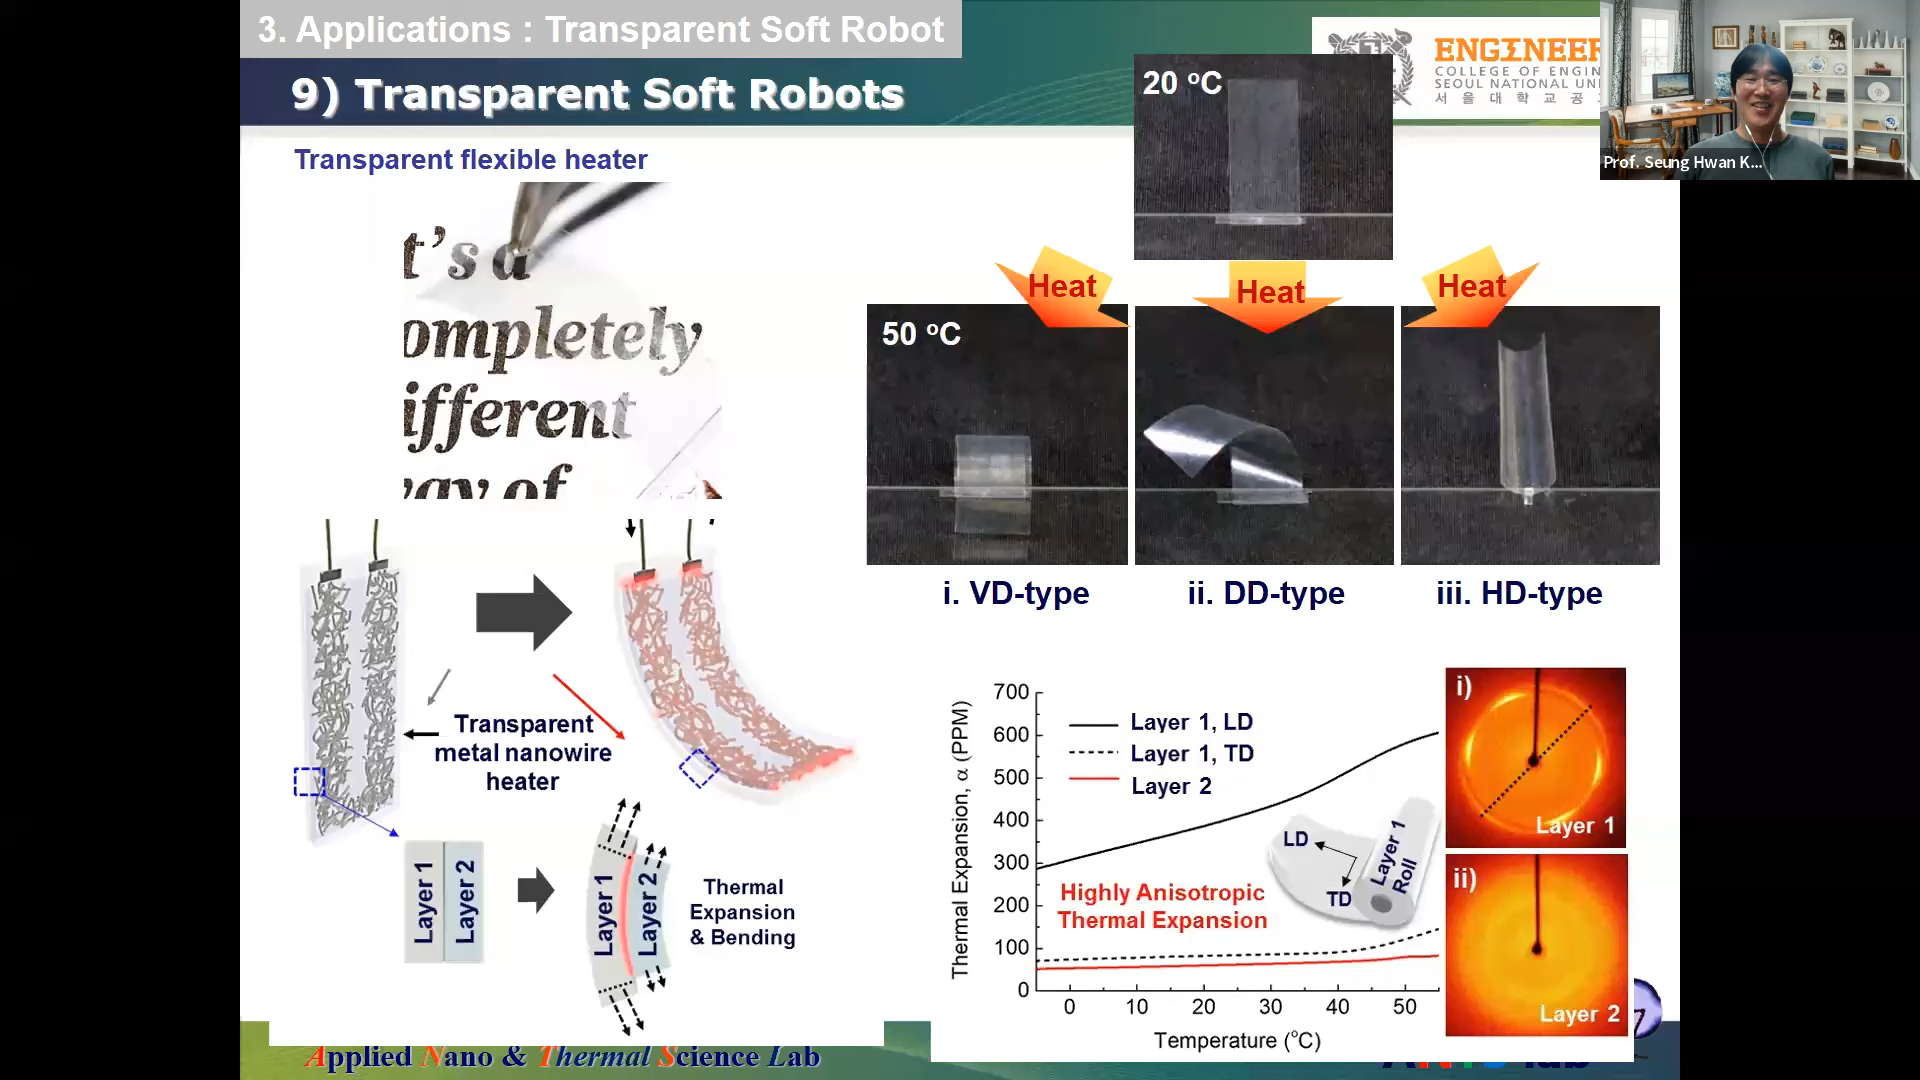 3. Applications : Transparent Soft Robot
9) Transparent Soft Robots
ENGINEER
COLLEGE OF ENGIN
SEOUL NATIONAL UNI
서 울 대 학 교 공
Prof. Seung Hwan K...
Transparent flexible heater
t's a
ompletely
ifferent
way of
20 °C
Heat
Heat
Heat
50 °C
i. VD-type
ii. DD-type
iii. HD-type
Transparent
metal nanowire
heater
Layer 1
Layer 2
Layer 1
Layer 2
Thermal
Expansion
& Bending
Thermal Expansion, α (PPM)
700
600
500
400
300
200
100
0
Layer 1, LD
Layer 1, TD
Layer 2
LD
TD
Layer 1
Roll
Highly Anisotropic
Thermal Expansion
0
10
20
30
40
50
Temperature (°C)
i)
Layer 1
ii)
Layer 2
Applied Nano & Thermal Science Lab